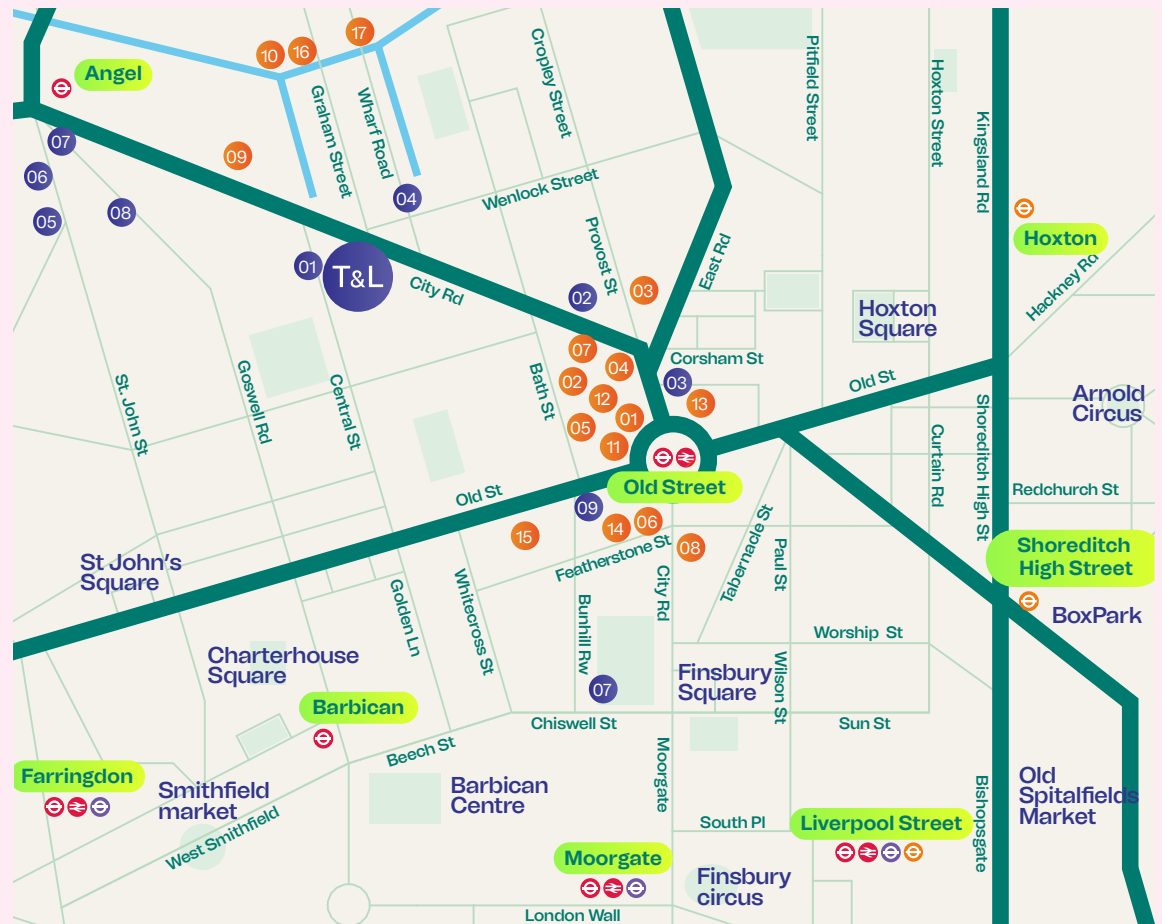 17
10
16
Angel
Graham Street
Wharf Road
Cropley Street
Pitfield Street
Hoxton Street
Kingsland Rd
07
09
06
04
Wenlock Street
05
08
Hoxton
01
T&L
City Rd
Provost St
East Rd
02
03
Hackney Rd
Hoxton
Square
07
04
Corsham St
03
02
12
13
01
05
11
Old St
Arnold
Circus
St. John St
Goswell Rd
Central St
Bath St
Curtain Rd
Shoreditch High St
Old Street
Old St
Redchurch St
09
15
14
06
08
Featherstone St
Tabernacle St
Paul St
City Rd
Shoreditch
High Street
BoxPark
St John's
Square
Golden Ln
Whitecross St
Bunhill Rw
Worship St
Charterhouse
Square
Finsbury
Square
Wilson St
07
Barbican
Chiswell St
Sun St
Beech St
Moorgate
Farringdon
Smithfield
market
West Smithfield
Barbican
Centre
Old
Spitalfields
Market
Bishopsgate
South Pl
Liverpool Street
Moorgate
Finsbury
circus
London Wall